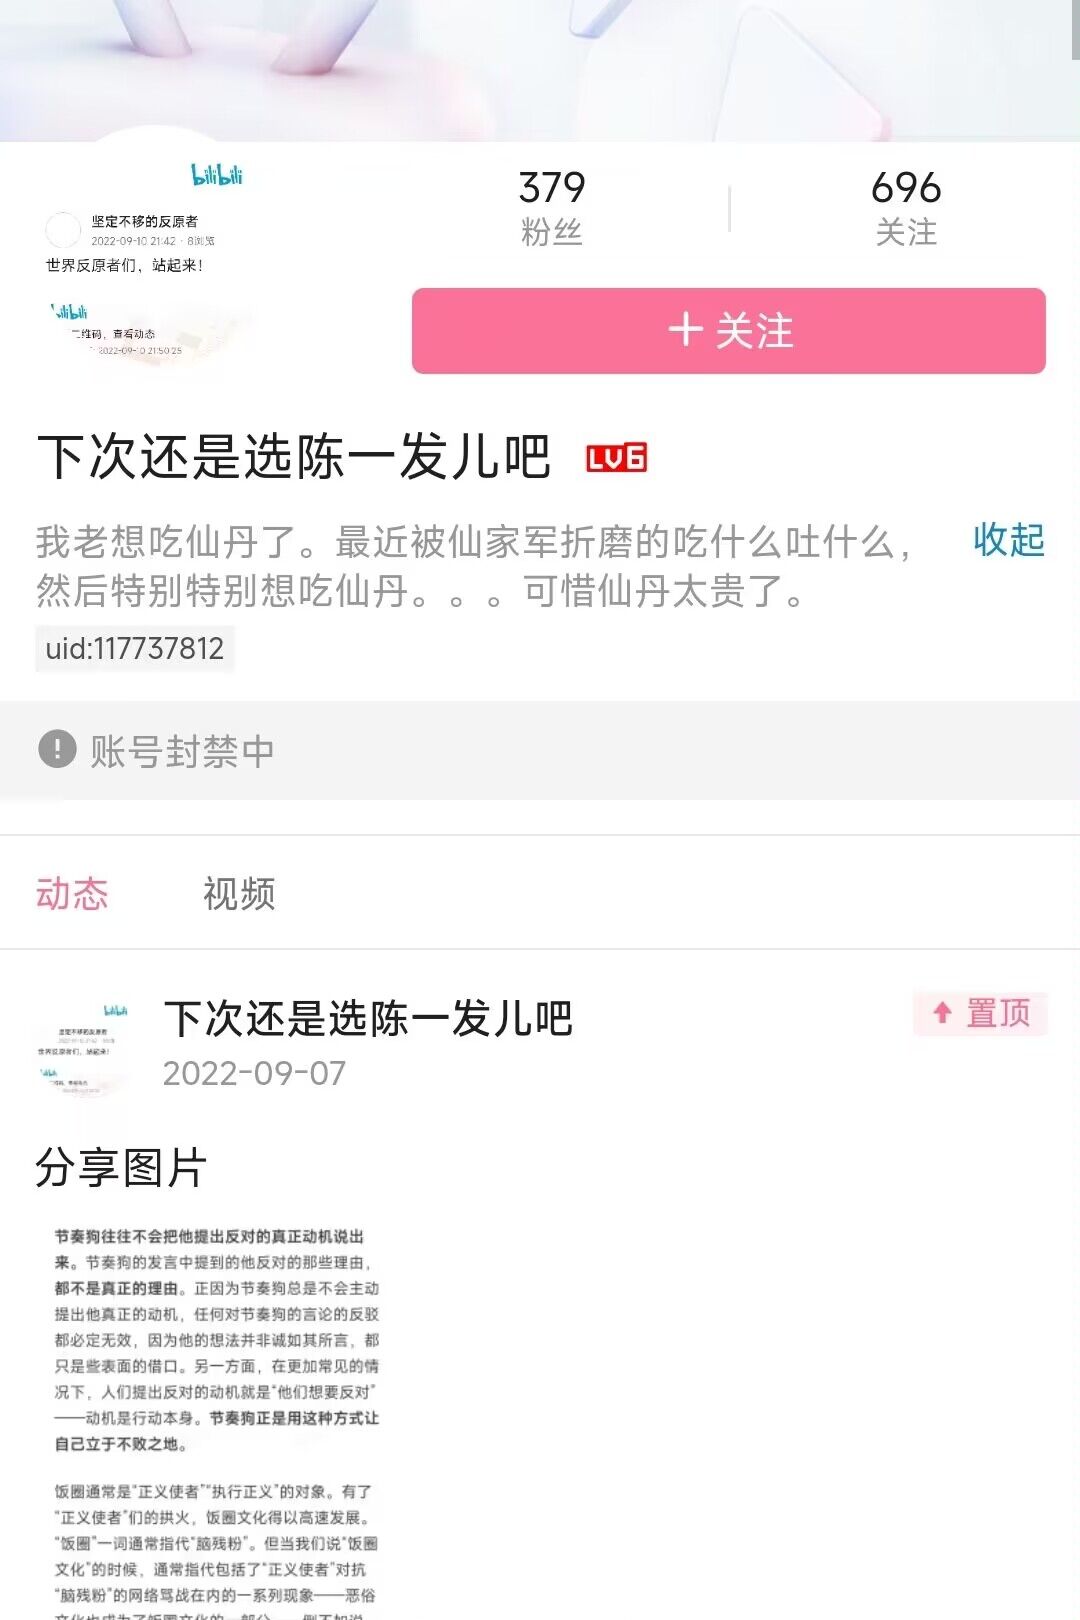 bilibili
坚定不移的反原者
2022-09-10 21:42 · 8浏览
世界反原者们，站起来！
bilibili
二维码，查看动态
2022-09-10 21:50:25
379
粉丝
696
关注
+ 关注
下次还是选陈一发儿吧 LV6
我老想吃仙丹了。最近被仙家军折磨的吃什么吐什么，
然后特别特别想吃仙丹。。。可惜仙丹太贵了。
收起
uid:117737812
账号封禁中
动态
视频
bilibili
坚定不移的反原者
世界反原者们，站起来！
下次还是选陈一发儿吧
2022-09-07
置顶
分享图片
节奏狗往往不会把他提出反对的真正动机说出
来。节奏狗的发言中提到的他反对的那些理由，
都不是真正的理由。正因为节奏狗总是不会主动
提出他真正的动机，任何对节奏狗的言论的反驳
都必定无效，因为他的想法并非诚如其所言，都
只是些表面的借口。另一方面，在更加常见的情
况下，人们提出反对的动机就是“他们想要反对”
——动机是行动本身。节奏狗正是用这种方式让
自己立于不败之地。
饭圈通常是“正义使者”“执行正义”的对象。有了
“正义使者”们的拱火，饭圈文化得以高速发展。
“饭圈”一词通常指代“脑残粉”。但当我们说“饭圈
文化”的时候，通常指代包括了“正义使者”对抗
“脑残粉”的网络骂战在内的一系列现象——恶俗